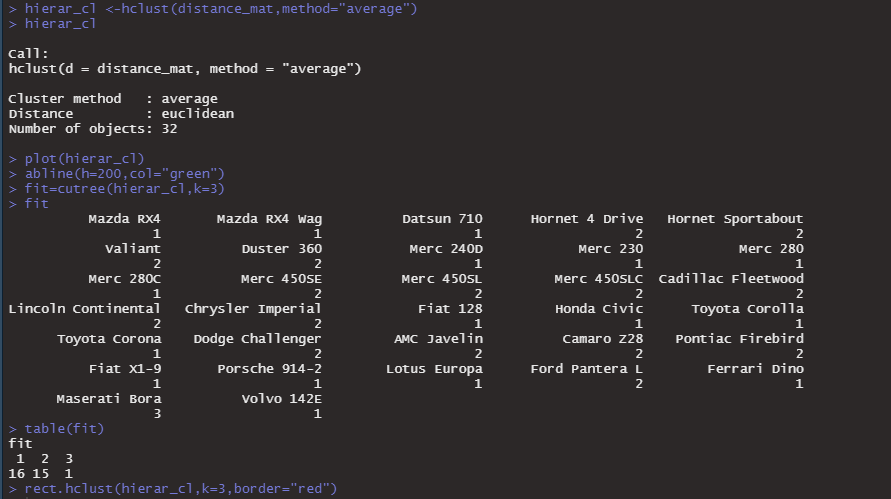 > hierar_cl <-hclust(distance_mat,method="average")
> hierar_cl
Call:
hclust(d = distance_mat, method = "average")
Cluster method   : average
Distance         : euclidean
Number of objects: 32
> plot(hierar_cl)
> abline(h=200,col="green")
> fit=cutree(hierar_cl,k=3)
> fit
          Mazda RX4       Mazda RX4 Wag          Datsun 710      Hornet 4 Drive   Hornet Sportabout
                  1                   1                   1                   2                   2
            Valiant          Duster 360           Merc 240D            Merc 230            Merc 280
                  2                   2                   1                   1                   1
          Merc 280C          Merc 450SE          Merc 450SL         Merc 450SLC  Cadillac Fleetwood
                  1                   2                   2                   2                   2
Lincoln Continental   Chrysler Imperial            Fiat 128         Honda Civic      Toyota Corolla
                  2                   2                   1                   1                   1
      Toyota Corona    Dodge Challenger         AMC Javelin          Camaro Z28    Pontiac Firebird
                  1                   2                   2                   2                   2
          Fiat X1-9       Porsche 914-2        Lotus Europa      Ford Pantera L        Ferrari Dino
                  1                   1                   1                   2                   1
      Maserati Bora          Volvo 142E
                  3                   1
> table(fit)
fit
 1  2  3
16 15  1
> rect.hclust(hierar_cl,k=3,border="red")